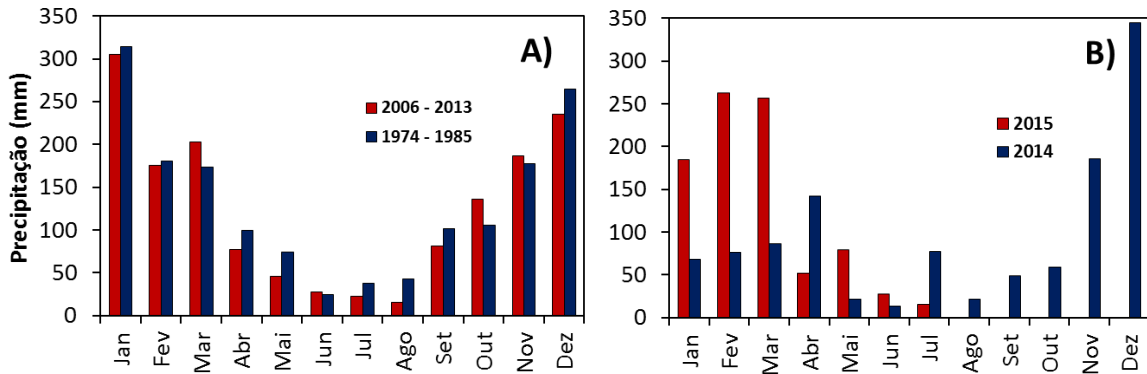 Precipitação (mm)
350
300
250
200
150
100
50
0
A)
2006 - 2013
1974 - 1985
Jan
Fev
Mar
Abr
Mai
Jun
Jul
Ago
Set
Out
Nov
Dez
350
300
250
200
150
100
50
0
B)
2015
2014
Jan
Fev
Mar
Abr
Mai
Jun
Jul
Ago
Set
Out
Nov
Dez